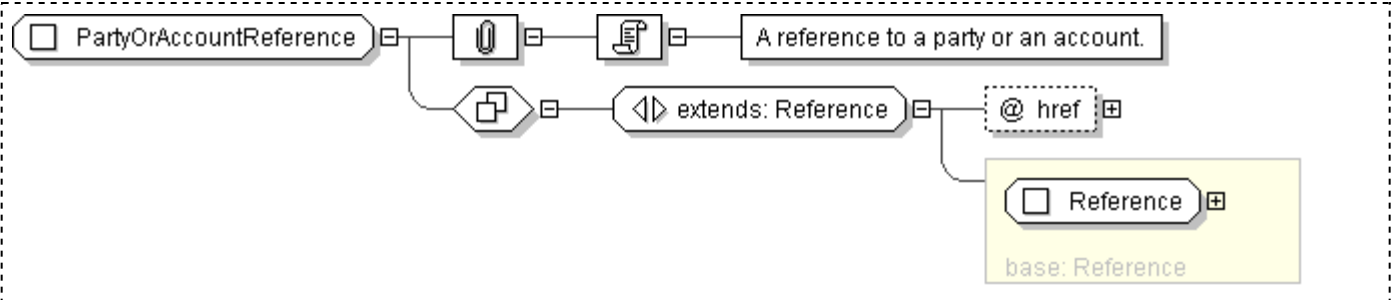 PartyOrAccountReference
A reference to a party or an account.
extends: Reference
@ href
Reference
base: Reference